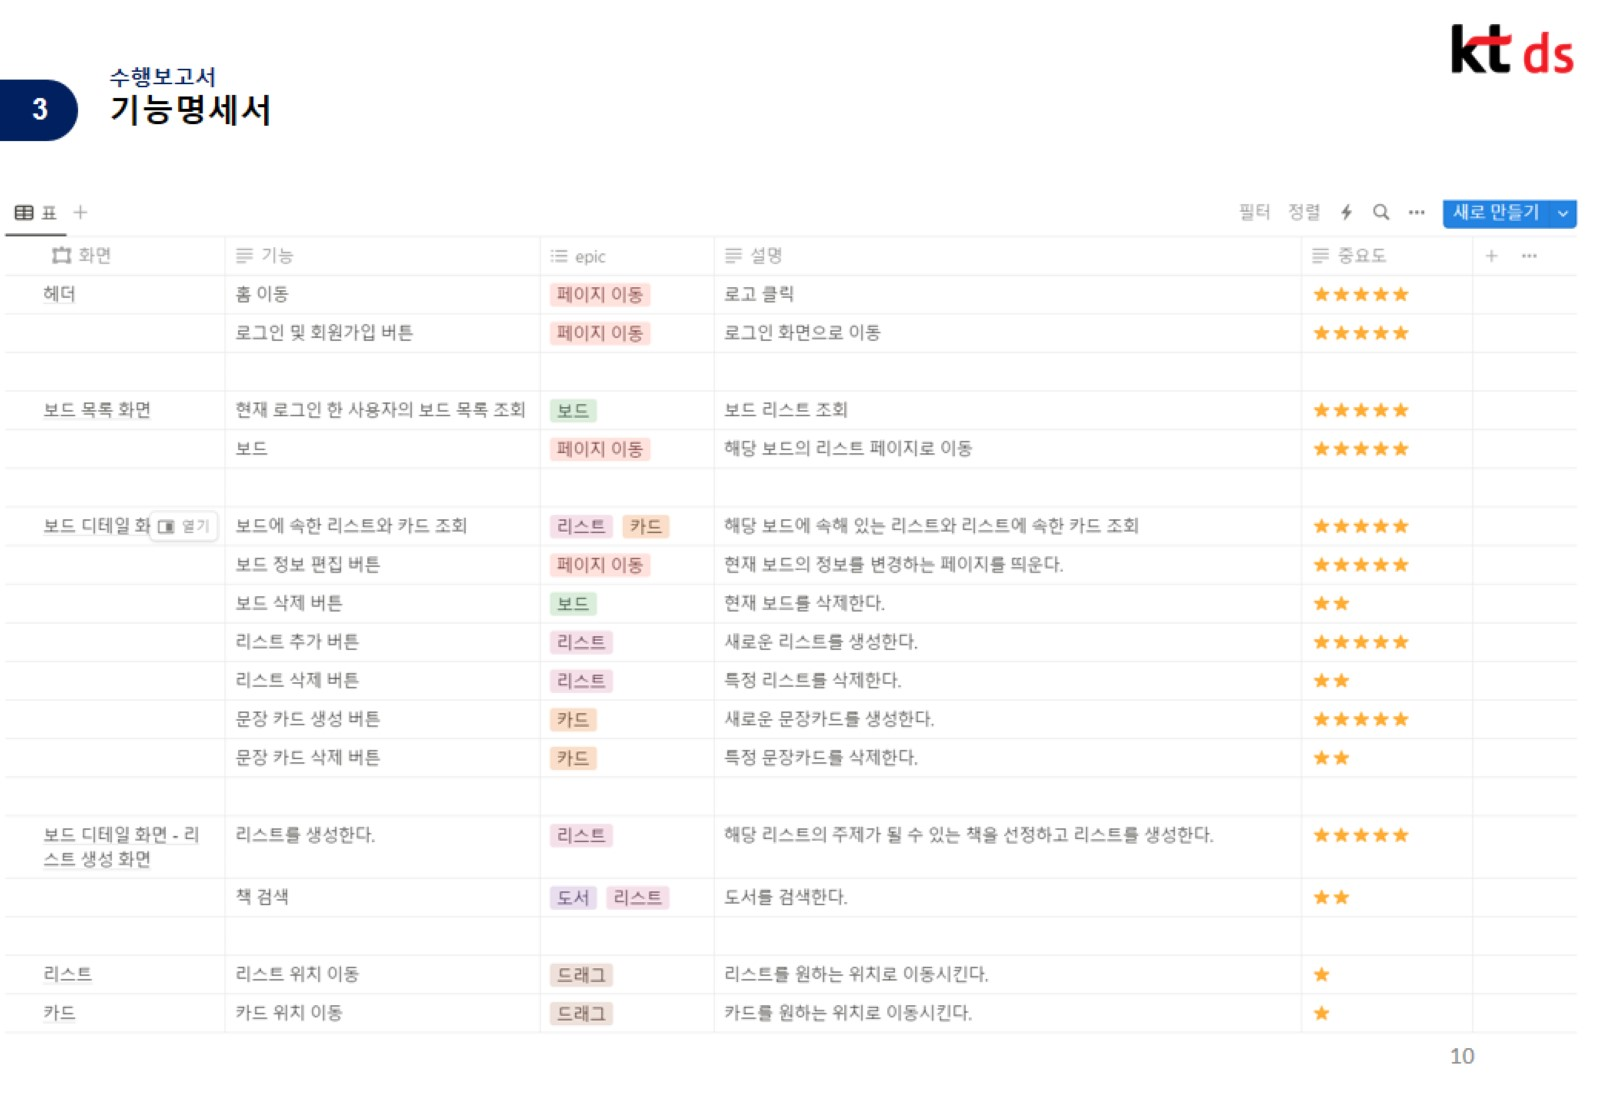 kt ds
수행보고서
3
기능명세서
표 +
필터 정렬 새로 만들기
화면 기능 epic 설명 중요도 +
헤더 홈 이동 페이지 이동 로고 클릭 ★★★★★
로그인 및 회원가입 버튼 페이지 이동 로그인 화면으로 이동 ★★★★★
보드 목록 화면 현재 로그인 한 사용자의 보드 목록 조회 보드 보드 리스트 조회 ★★★★★
보드 페이지 이동 해당 보드의 리스트 페이지로 이동 ★★★★★
보드 디테일 화 열기 보드에 속한 리스트와 카드 조회 리스트 카드 해당 보드에 속해 있는 리스트와 리스트에 속한 카드 조회 ★★★★★
보드 정보 편집 버튼 페이지 이동 현재 보드의 정보를 변경하는 페이지를 띄운다. ★★★★★
보드 삭제 버튼 보드 현재 보드를 삭제한다. ★★
리스트 추가 버튼 리스트 새로운 리스트를 생성한다. ★★★★★
리스트 삭제 버튼 리스트 특정 리스트를 삭제한다. ★★
문장 카드 생성 버튼 카드 새로운 문장카드를 생성한다. ★★★★★
문장 카드 삭제 버튼 카드 특정 문장카드를 삭제한다. ★★
보드 디테일 화면 - 리 리스트를 생성한다. 리스트 해당 리스트의 주제가 될 수 있는 책을 선정하고 리스트를 생성한다. ★★★★★
스트 생성 화면
책 검색 도서 리스트 도서를 검색한다. ★★
리스트 리스트 위치 이동 드래그 리스트를 원하는 위치로 이동시킨다. ★
카드 카드 위치 이동 드래그 카드를 원하는 위치로 이동시킨다. ★
10